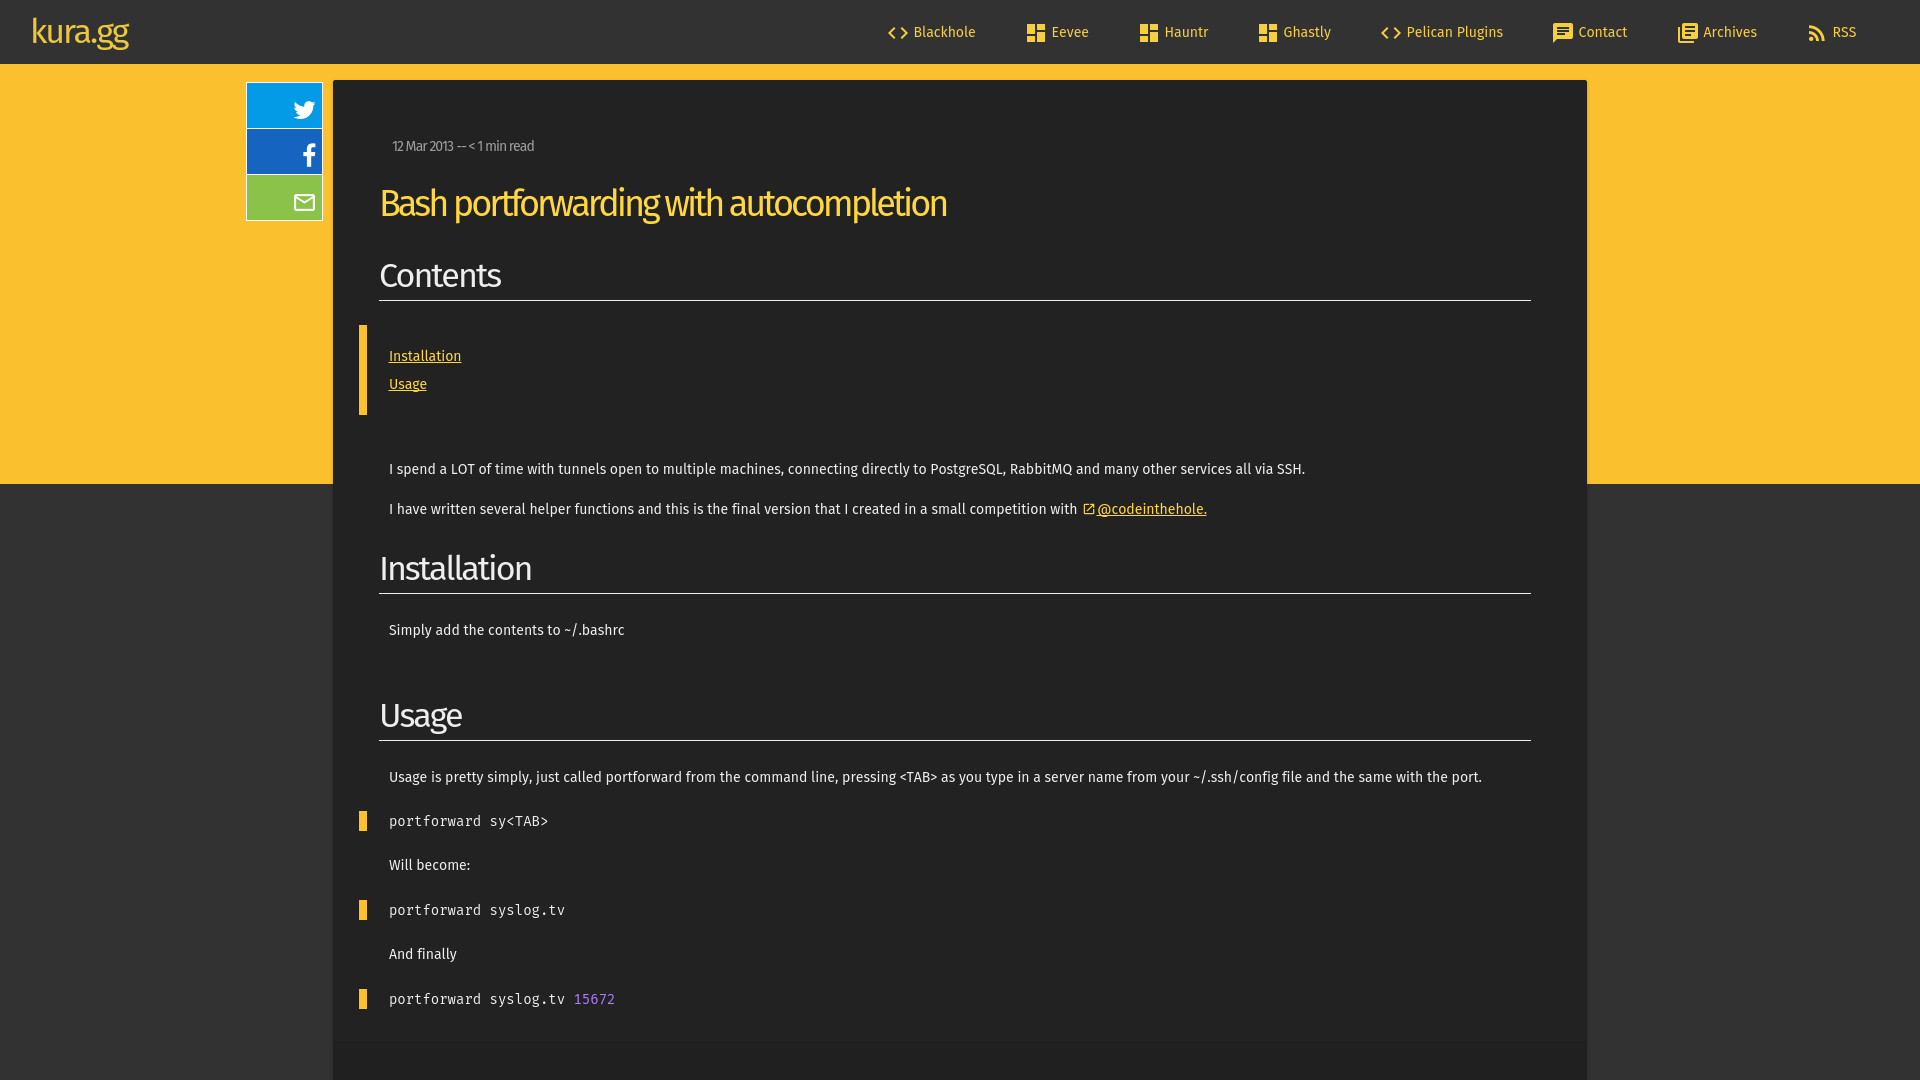 kura.gg
Blackhole
Eevee
Hauntr
Ghastly
Pelican Plugins
Contact
Archives
RSS
12 Mar 2013 -- < 1 min read
Bash portforwarding with autocompletion
Contents
Installation
Usage
I spend a LOT of time with tunnels open to multiple machines, connecting directly to PostgreSQL, RabbitMQ and many other services all via SSH.
I have written several helper functions and this is the final version that I created in a small competition with @codeinthehole.
Installation
Simply add the contents to ~/.bashrc
Usage
Usage is pretty simply, just called portforward from the command line, pressing <TAB> as you type in a server name from your ~/.ssh/config file and the same with the port.
portforward sy<TAB>
Will become:
portforward syslog.tv
And finally
portforward syslog.tv 15672